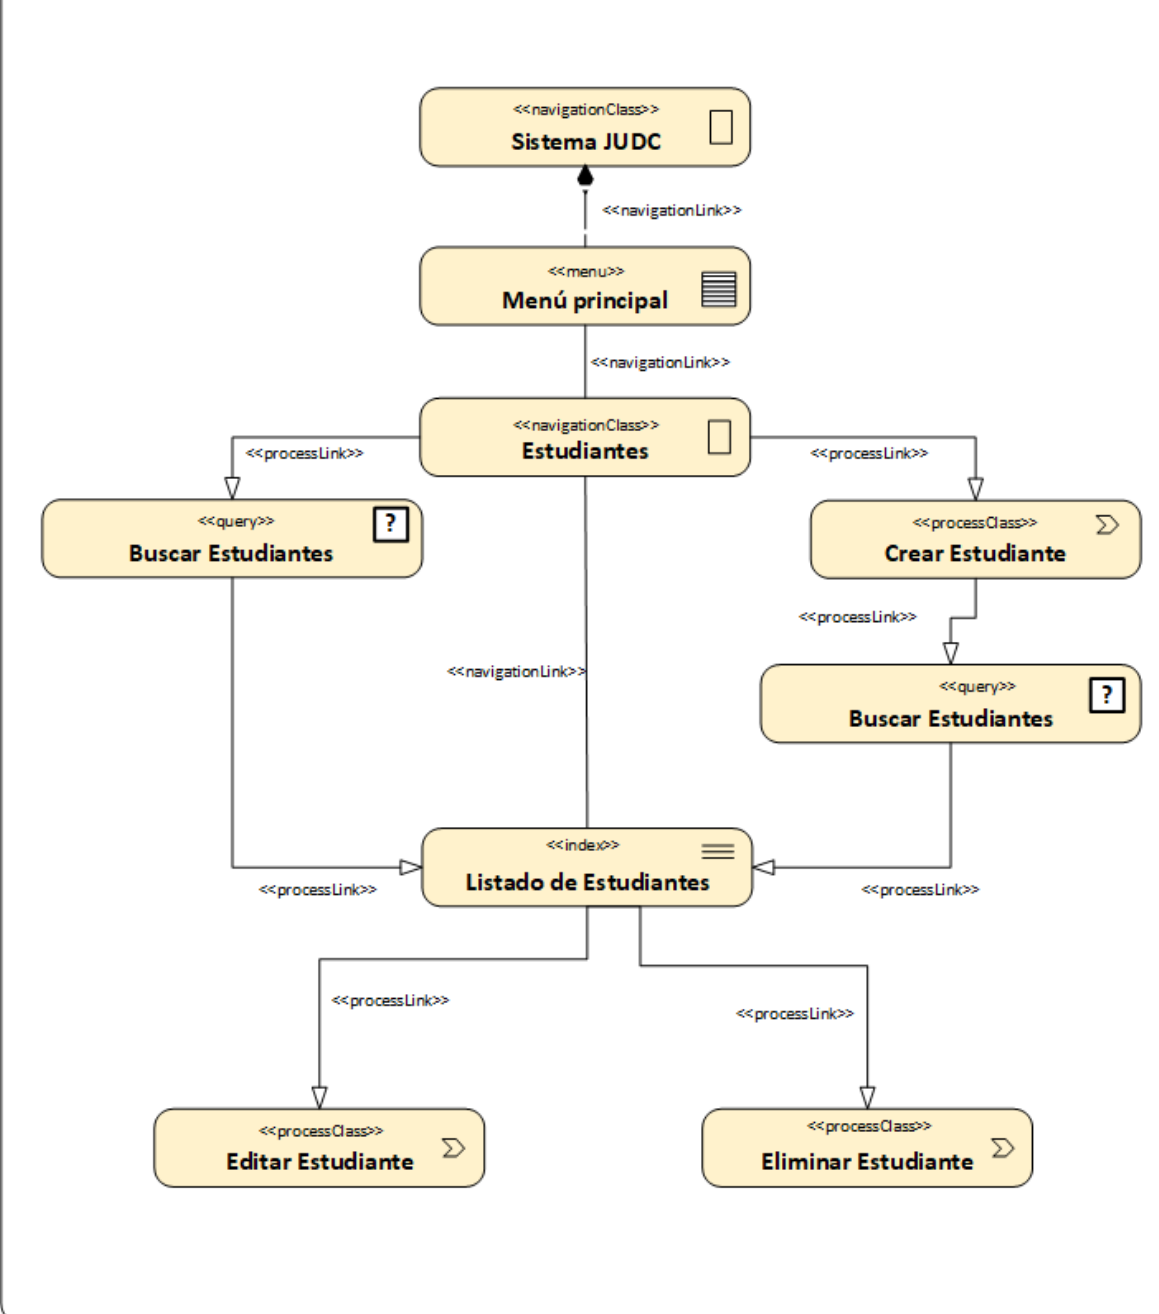 <<navigationClass>>
Sistema JUDC
<<navigationLink>>
<<menu>>
Menú principal
<<navigationLink>>
<<navigationClass>>
Estudiantes
<<processLink>>
<<processLink>>
<<query>>
?
Buscar Estudiantes
<<processClass>>
Crear Estudiante
<<processLink>>
<<query>>
?
Buscar Estudiantes
<<navigationLink>>
<<index>>
Listado de Estudiantes
<<processLink>>
<<processLink>>
<<processLink>>
<<processLink>>
<<processClass>>
Editar Estudiante
<<processClass>>
Eliminar Estudiante